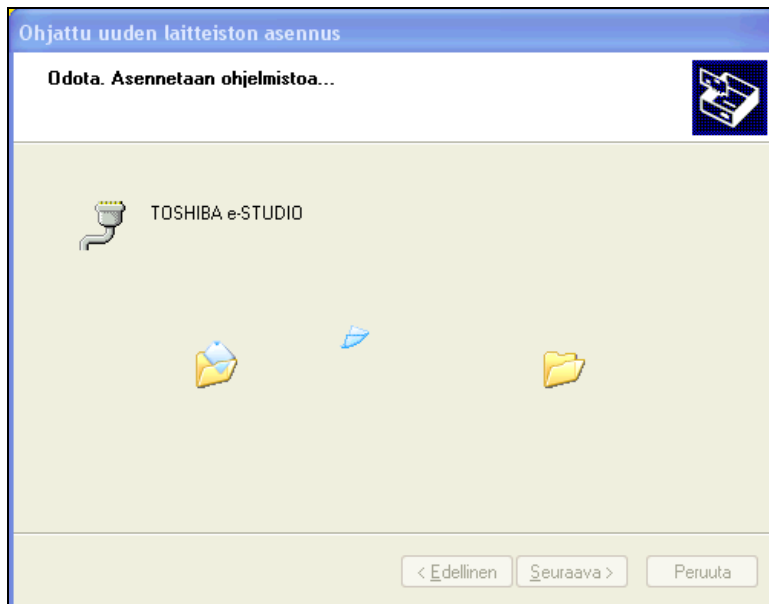 Ohjattu uuden laitteiston asennus
Odota. Asennetaan ohjelmistoa...
TOSHIBA e-STUDIO
< Edellinen Seuraava > Peruuta